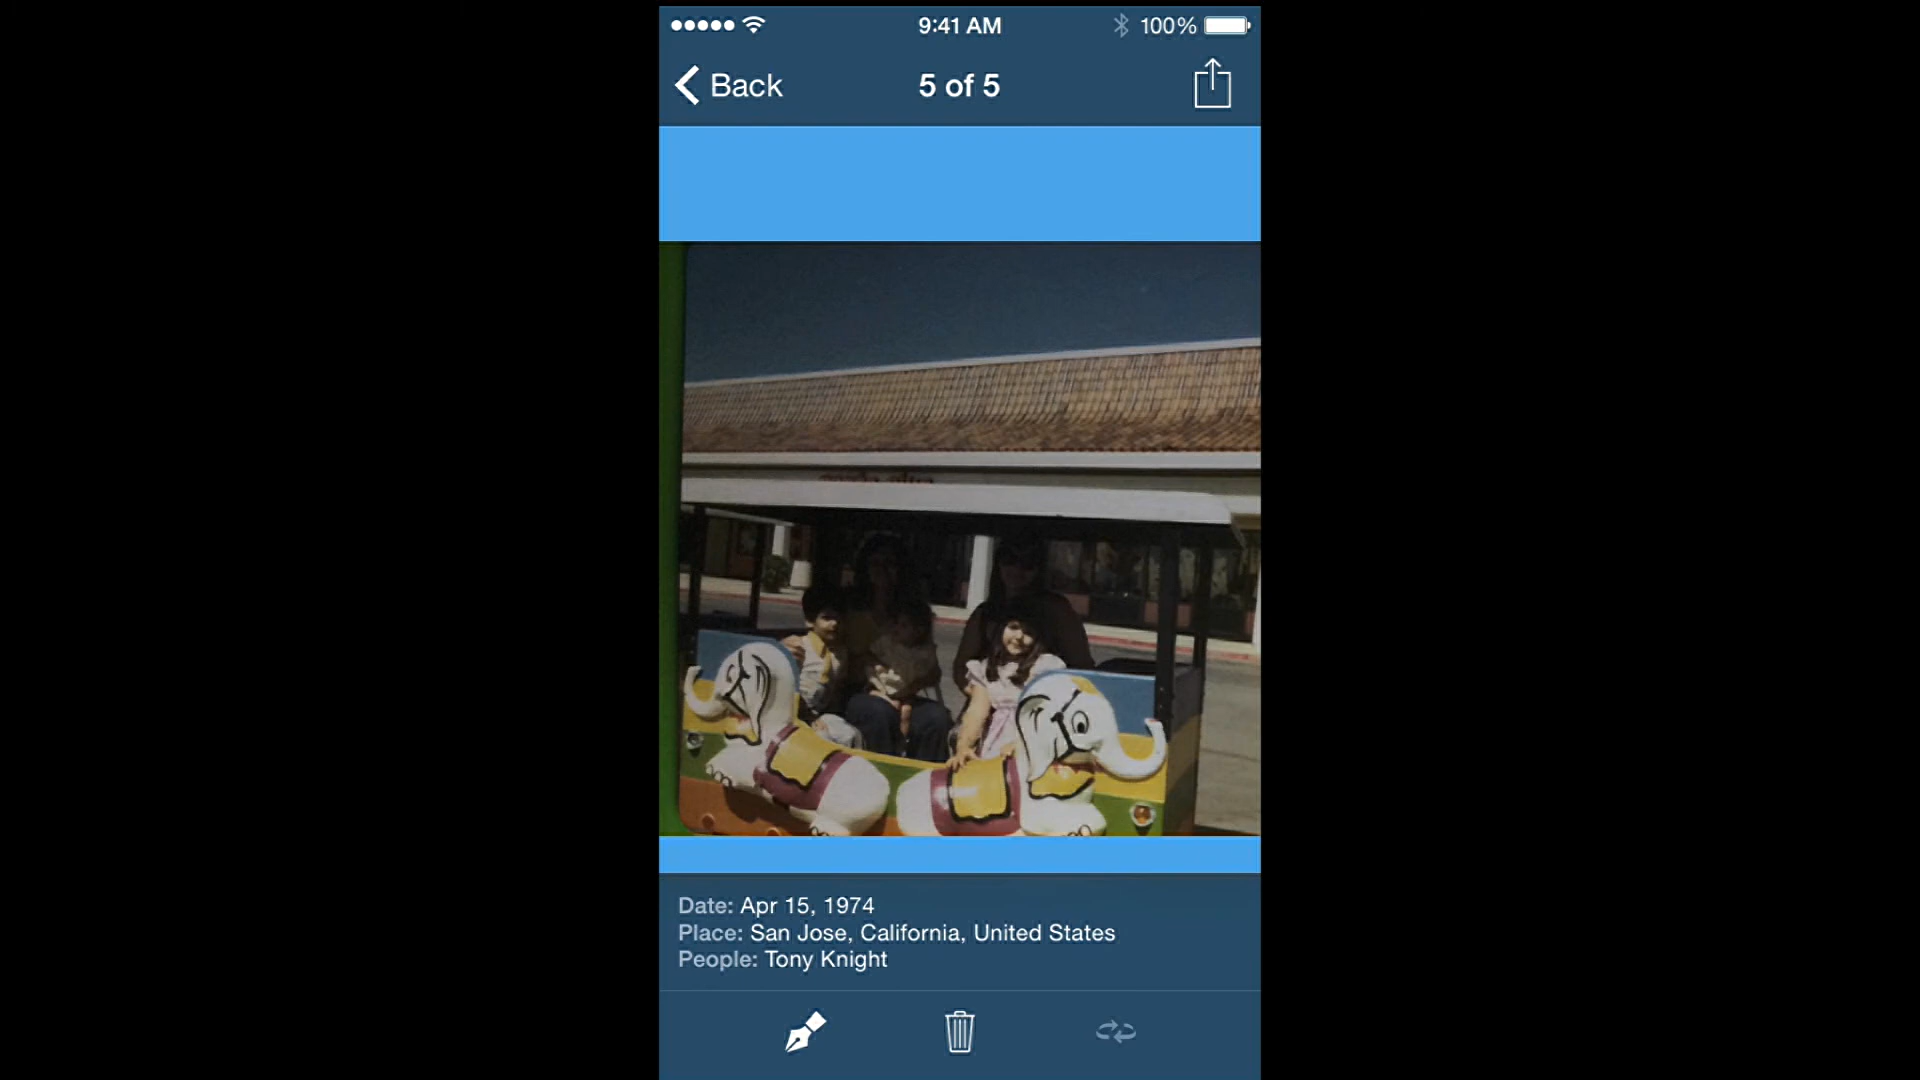 9:41 AM
100%
Back
5 of 5
Date: Apr 15, 1974
Place: San Jose, California, United States
People: Tony Knight